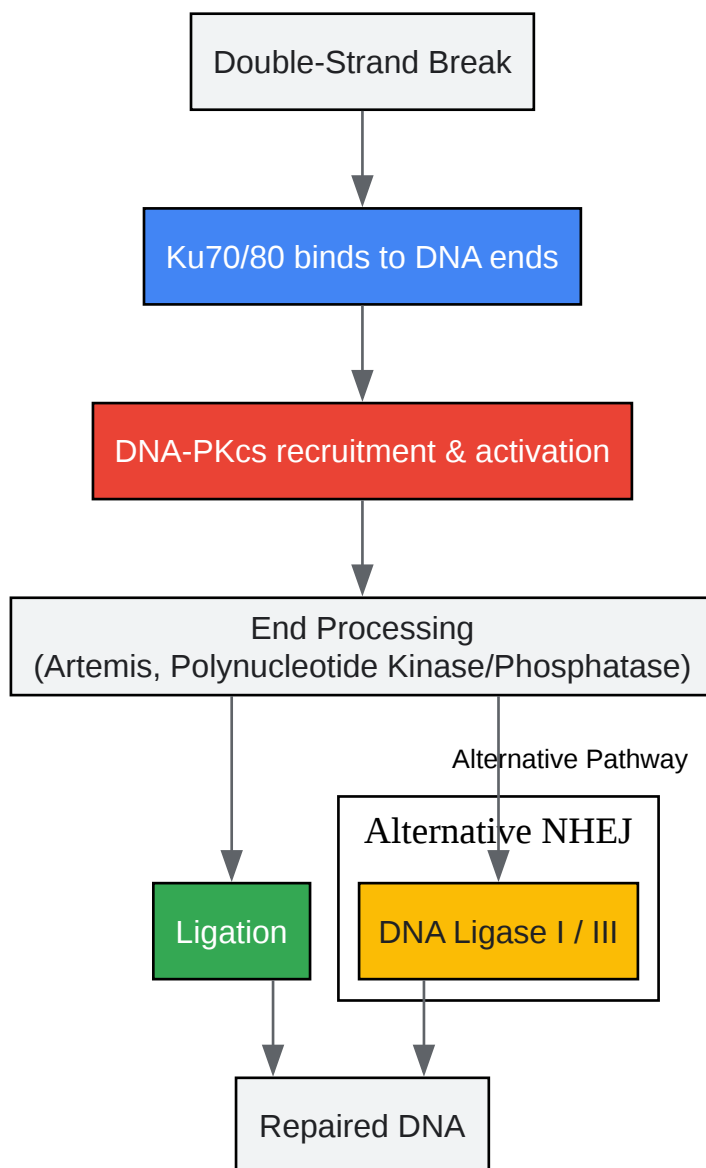 Double-Strand Break
Ku70/80 binds to DNA ends
DNA-PKcs recruitment & activation
End Processing
(Artemis, Polynucleotide Kinase/Phosphatase)
Alternative Pathway
Alternative NHEJ
Ligation
DNA Ligase I / III
Repaired DNA